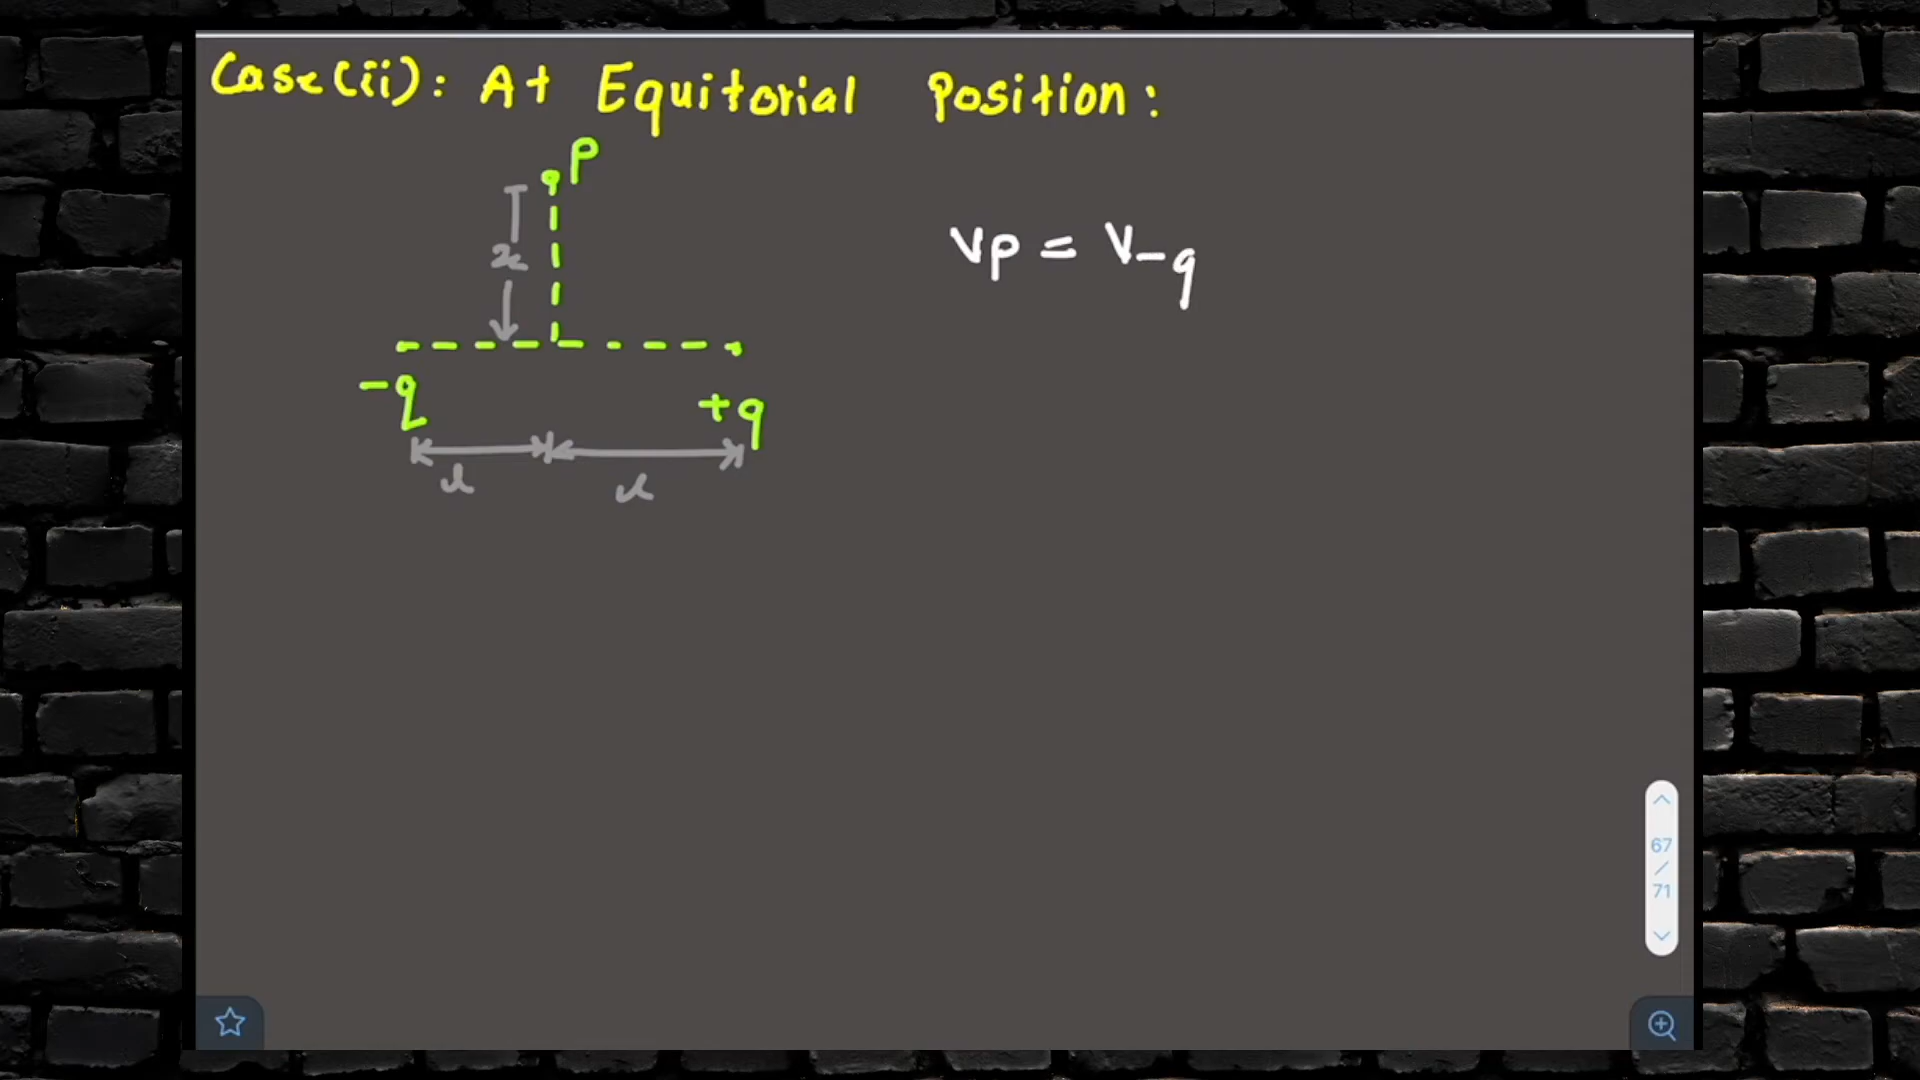 Case(ii): At Equitorial Position:
P
x
Vp = V-q
-q
+q
l l
67
/
71